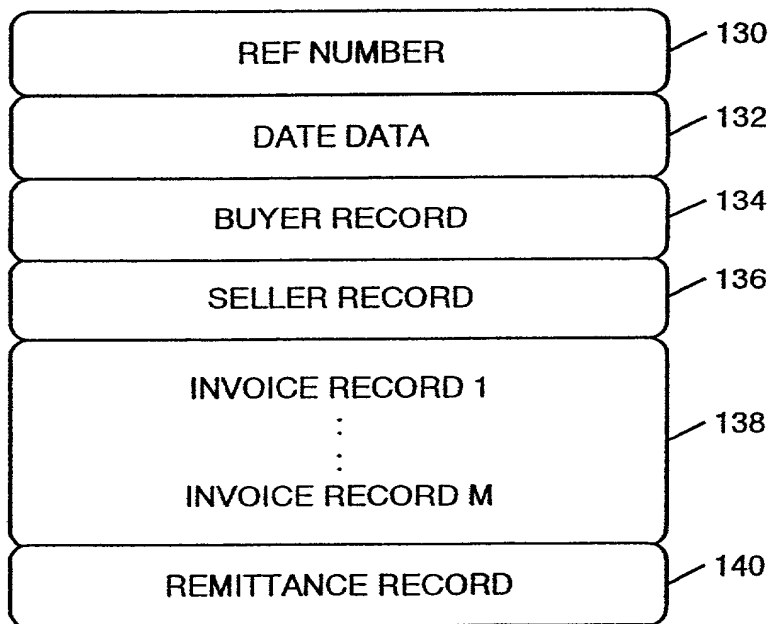 REF NUMBER 130
DATE DATA 132
BUYER RECORD 134
SELLER RECORD 136
INVOICE RECORD 1
138
INVOICE RECORD M
REMITTANCE RECORD 140